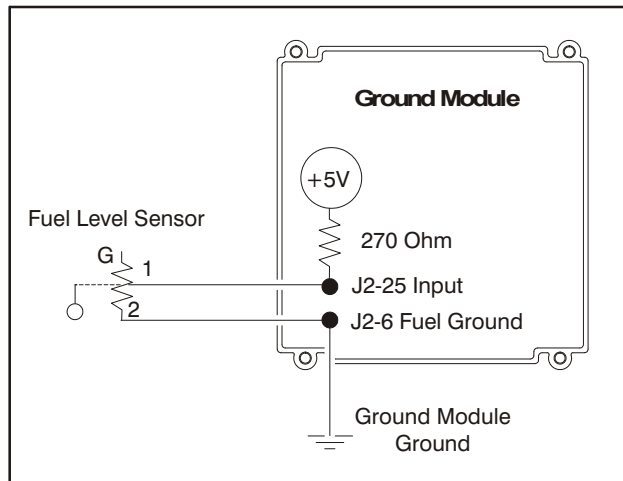 Ground Module
+5V
Fuel Level Sensor
270 Ohm
G
1
J2-25 Input
2
J2-6 Fuel Ground
Ground Module
Ground